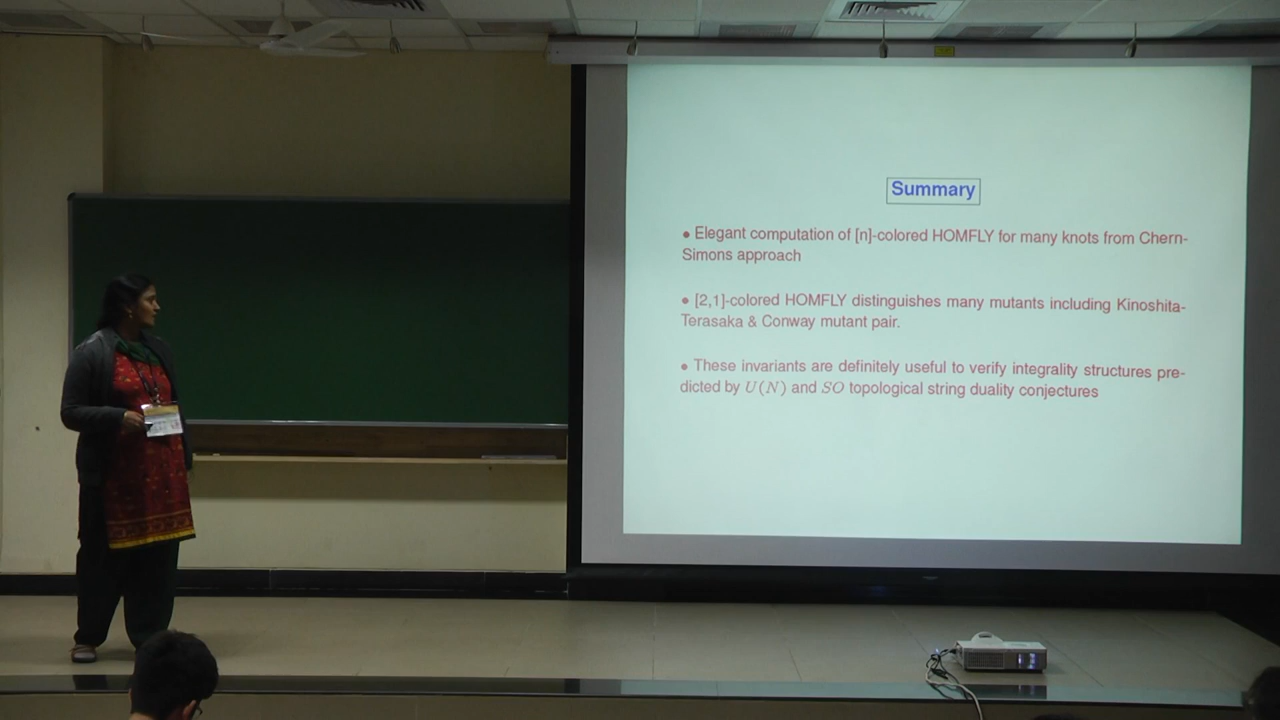 Summary
• Elegant computation of [n]-colored HOMFLY for many knots from Chern-
Simons approach
• [2,1]-colored HOMFLY distinguishes many mutants including Kinoshita-
Terasaka & Conway mutant pair.
• These invariants are definitely useful to verify integrality structures pre-
dicted by U(N) and SO topological string duality conjectures